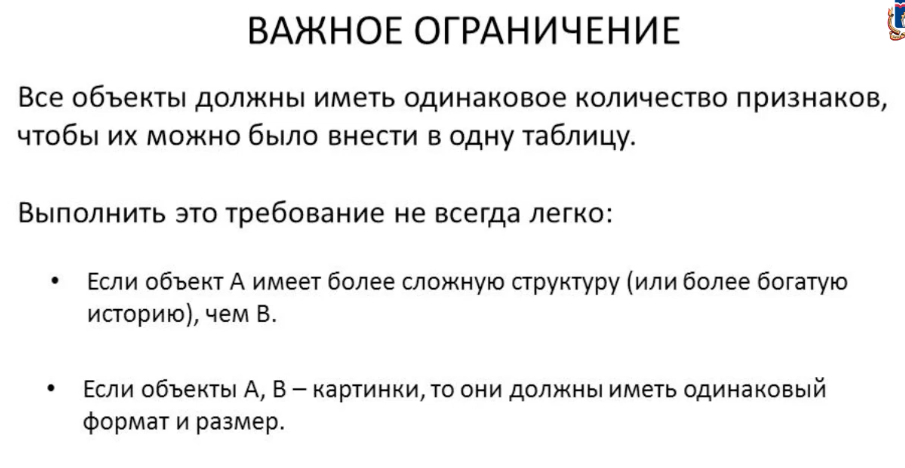 ВАЖНОЕ ОГРАНИЧЕНИЕ
Все объекты должны иметь одинаковое количество признаков,
чтобы их можно было внести в одну таблицу.
Выполнить это требование не всегда легко:
• Если объект А имеет более сложную структуру (или более богатую
историю), чем В.
• Если объекты А, В – картинки, то они должны иметь одинаковый
формат и размер.